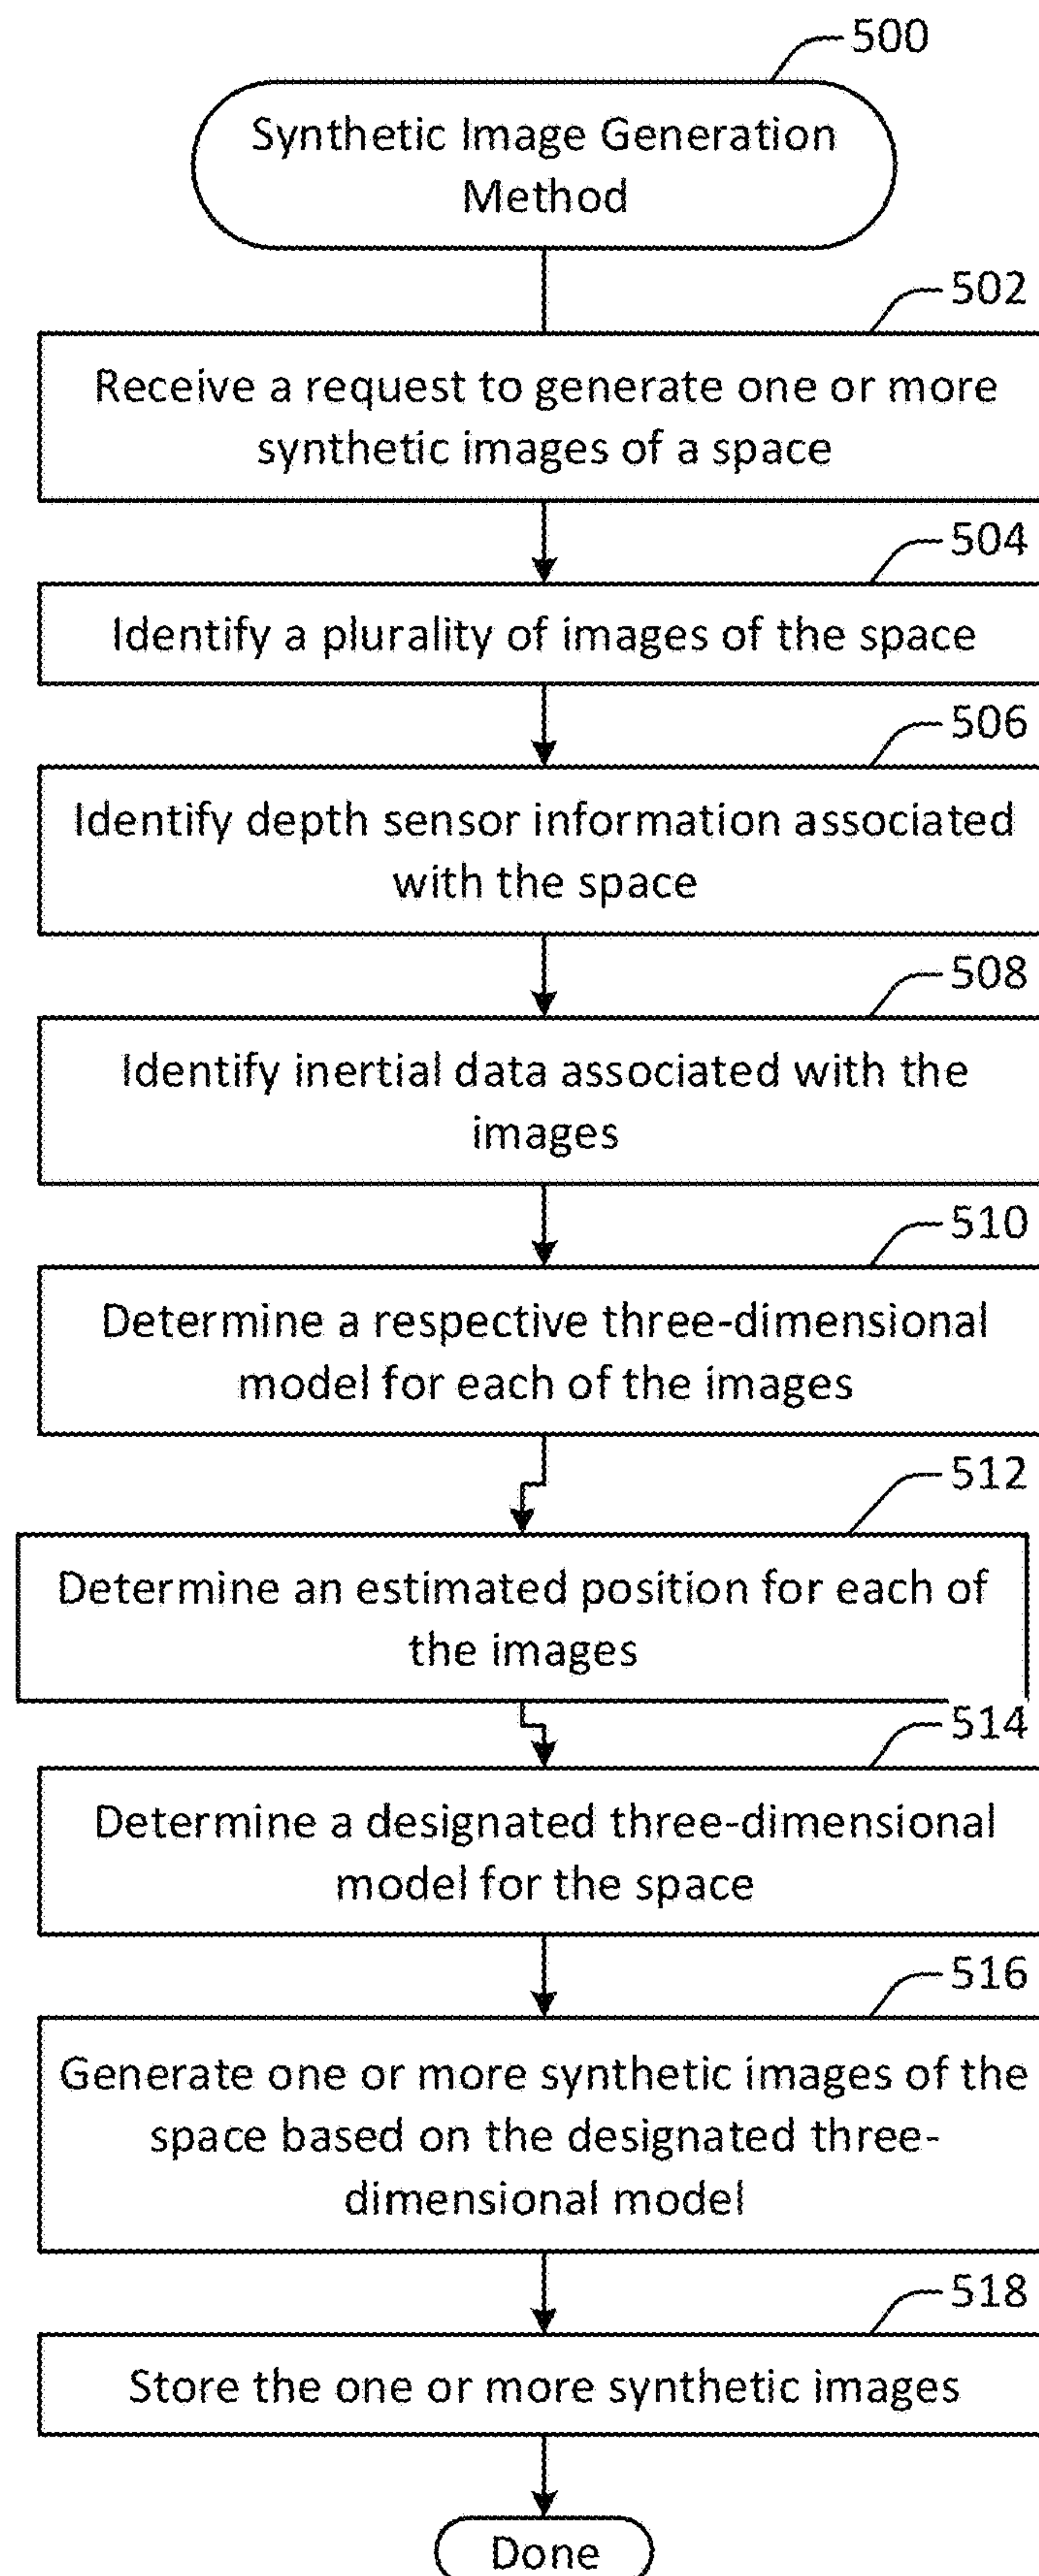 500
Synthetic Image Generation
Method
502
Receive a request to generate one or more
synthetic images of a space
504
Identify a plurality of images of the space
506
Identify depth sensor information associated
with the space
508
Identify inertial data associated with the
images
510
Determine a respective three-dimensional
model for each of the images
512
Determine an estimated position for each of
the images
514
Determine a designated three-dimensional
model for the space
516
Generate one or more synthetic images of the
space based on the designated three-
dimensional model
518
Store the one or more synthetic images
Done